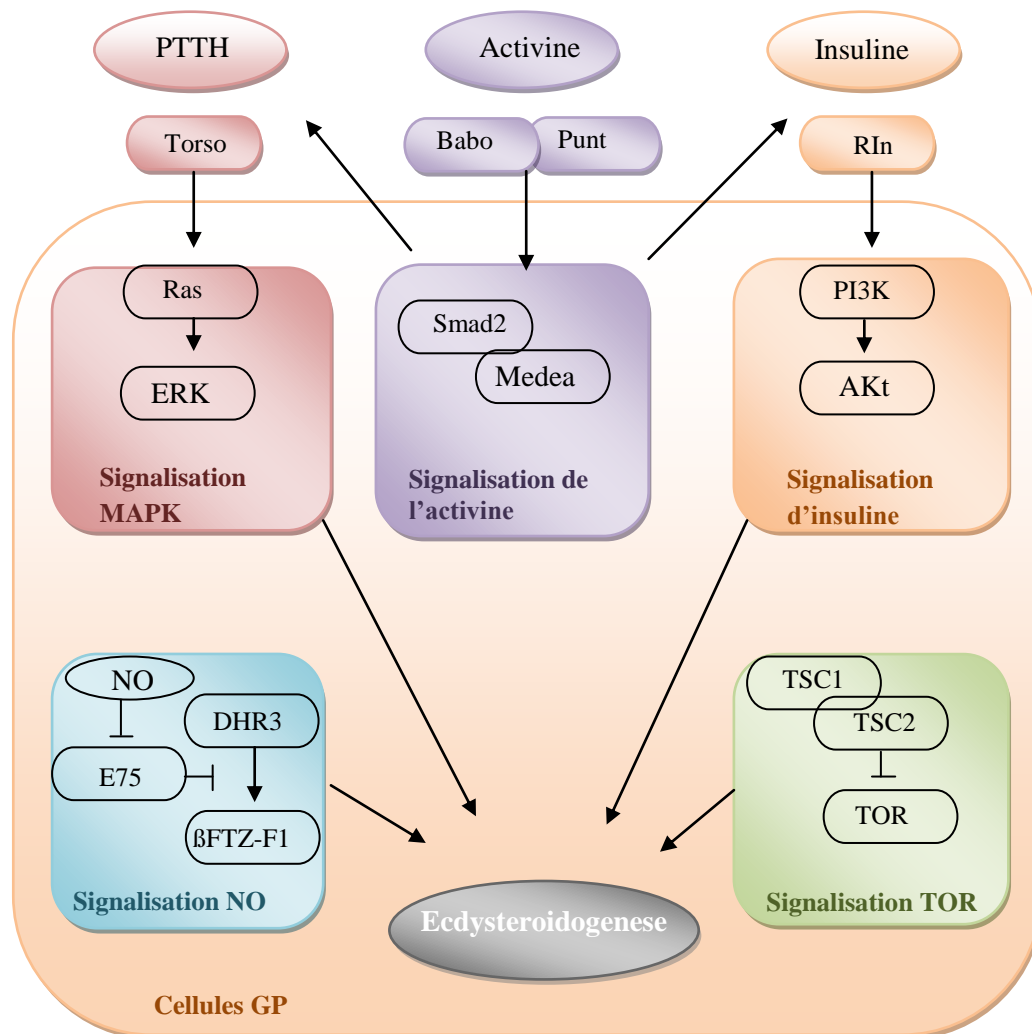 PTTH
Activine
Insuline
Torso
Babo
Punt
RIn
Ras
ERK
Signalisation
MAPK
Smad2
Medea
Signalisation de
l’activine
PI3K
AKt
Signalisation
d’insuline
NO
DHR3
E75
ßFTZ-F1
Signalisation NO
TSC1
TSC2
TOR
Signalisation TOR
Ecdysteroidogenese
Cellules GP